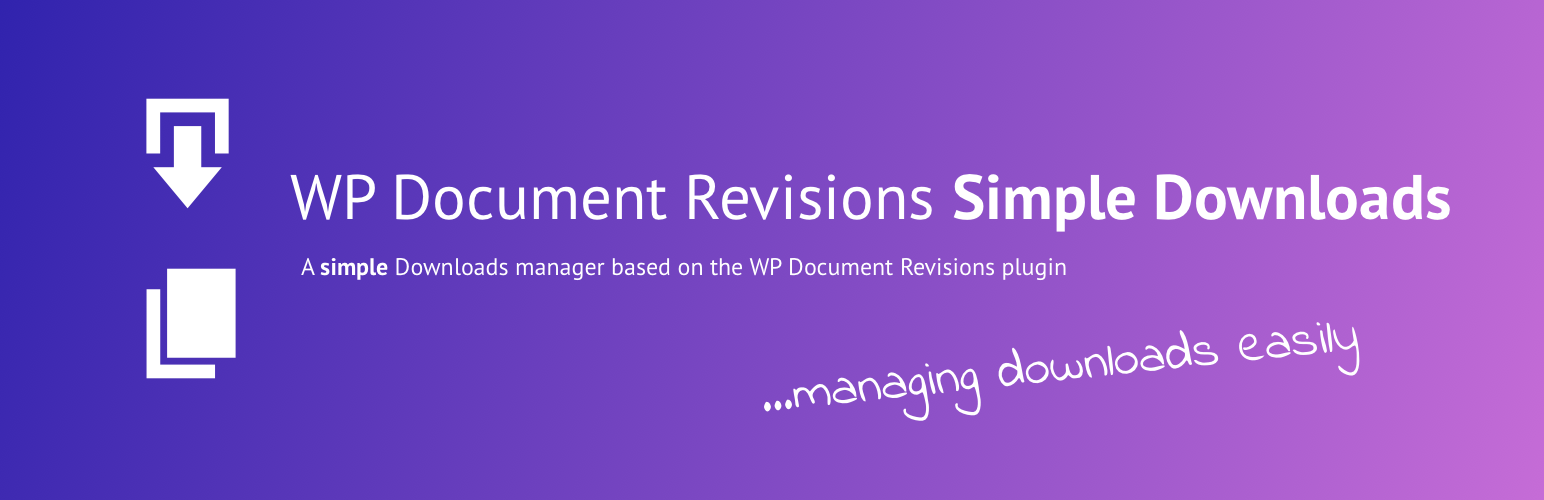 WP Document Revisions Simple Downloads
A simple Downloads manager based on the WP Document Revisions plugin
...managing downloads easily